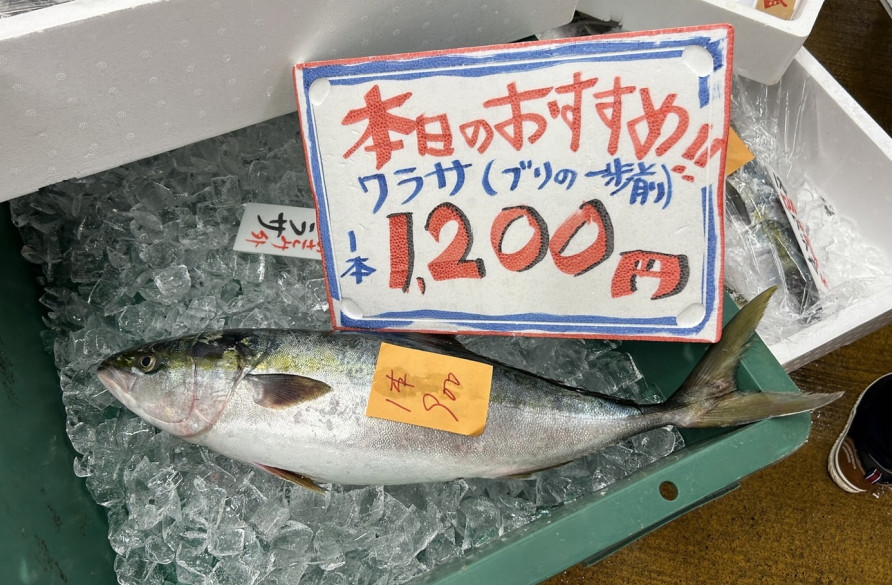 本日のおすすめ!!
ワラサ(ブリの一歩前)
1本
1,200円
1本